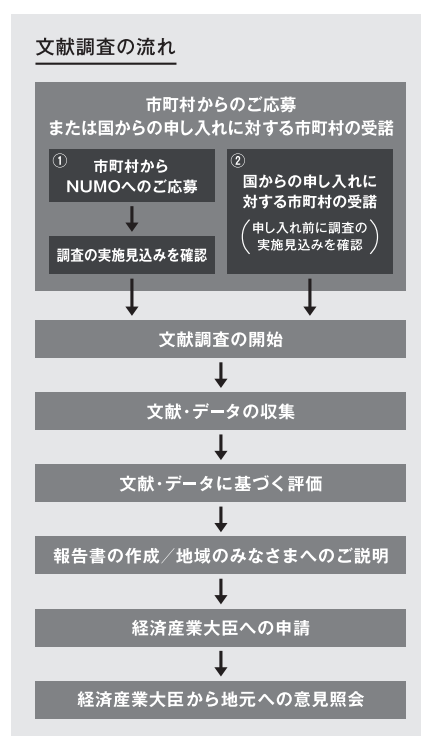 文献調査の流れ
市町村からのご応募
または国からの申し入れに対する市町村の受諾
①
市町村から
NUMOへのご応募
調査の実施見込みを確認
②
国からの申し入れに
対する市町村の受諾
(申し入れ前に調査の
実施見込みを確認)
文献調査の開始
文献・データの収集
文献・データに基づく評価
報告書の作成／地域のみなさまへのご説明
経済産業大臣への申請
経済産業大臣から地元への意見照会